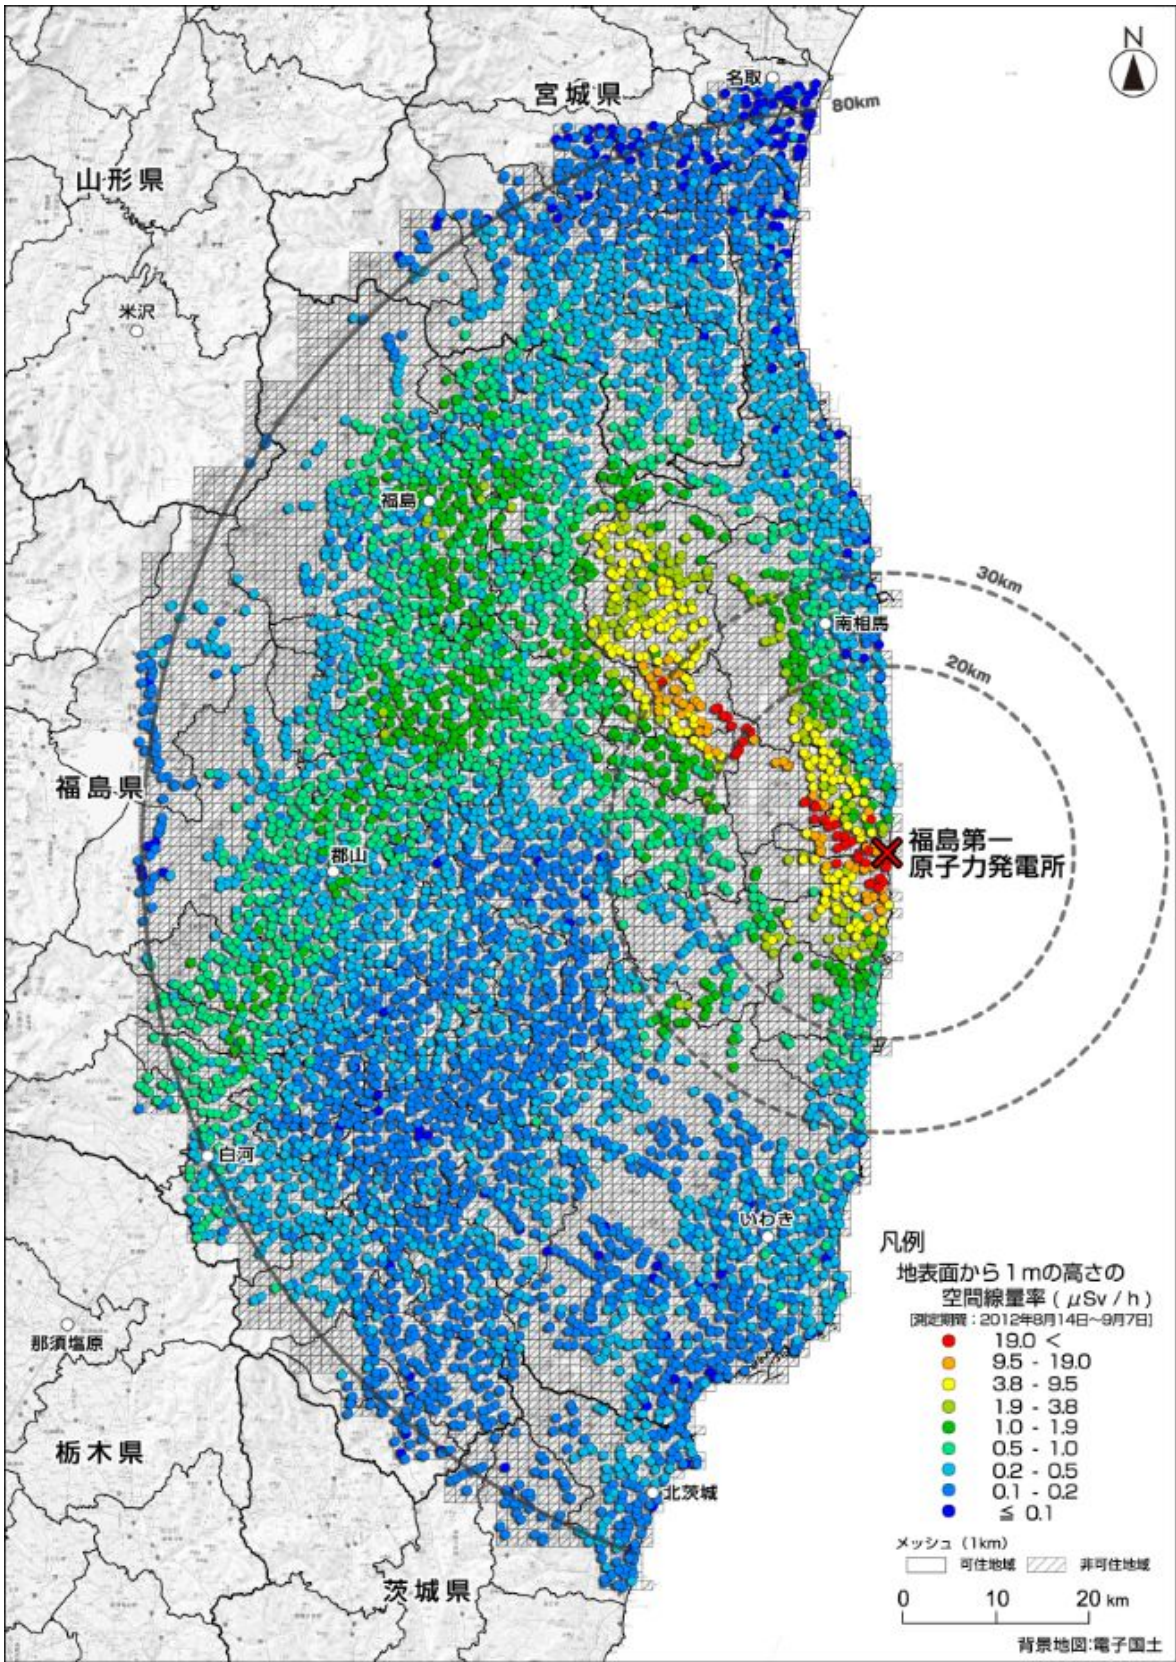 N
名取
宮城県
80km
山形県
米沢
福島
30km
南相馬
20km
福島県
福島第一
原子力発電所
郡山
白河
いわき
凡例
地表面から1mの高さの
空間線量率 ( μSv / h )
[測定期間：2012年8月14日〜9月7日]
19.0 <
9.5 - 19.0
3.8 - 9.5
1.9 - 3.8
1.0 - 1.9
0.5 - 1.0
0.2 - 0.5
0.1 - 0.2
≦ 0.1
那須塩原
栃木県
北茨城
メッシュ（1km）
可住地域 非可住地域
茨城県
0 10 20 km
背景地図:電子国土